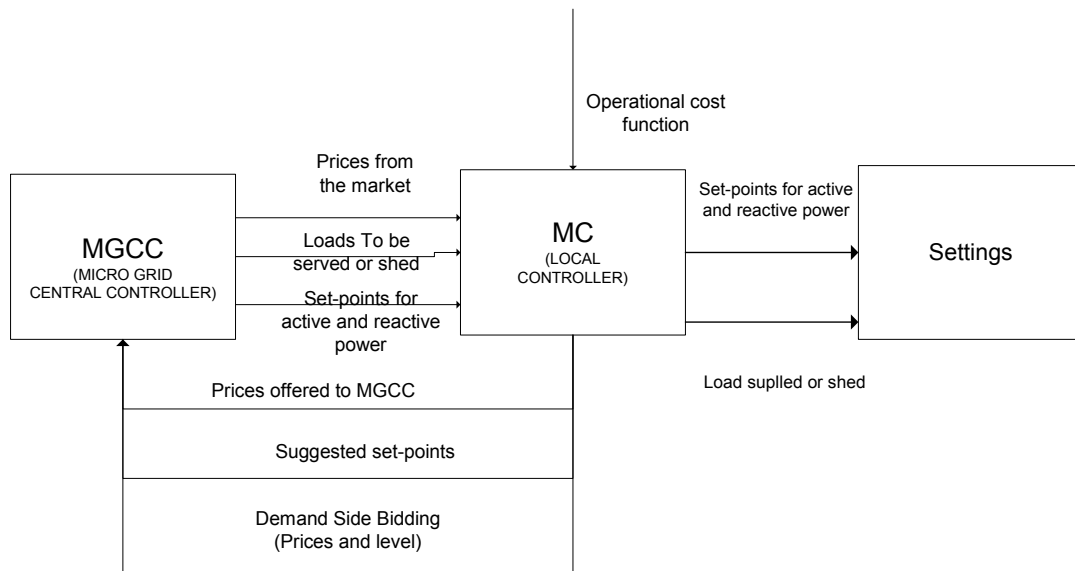 Operational cost
function
Prices from
the market
Set-points for active
and reactive power
MGCC
(MICRO GRID
CENTRAL CONTROLLER)
Loads To be
served or shed
MC
(LOCAL
CONTROLLER)
Settings
Set-points for
active and reactive
power
Prices offered to MGCC
Load suplled or shed
Suggested set-points
Demand Side Bidding
(Prices and level)